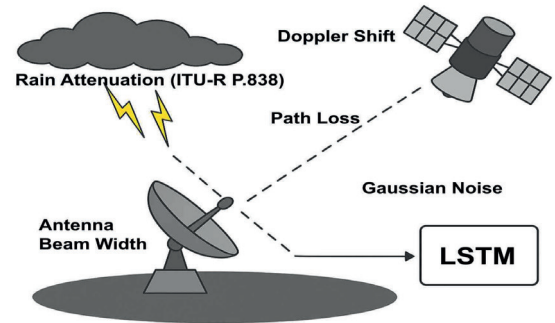 Doppler Shift
Rain Attenuation (ITU-R P.838)
Path Loss
Gaussian Noise
Antenna
Beam Width
LSTM